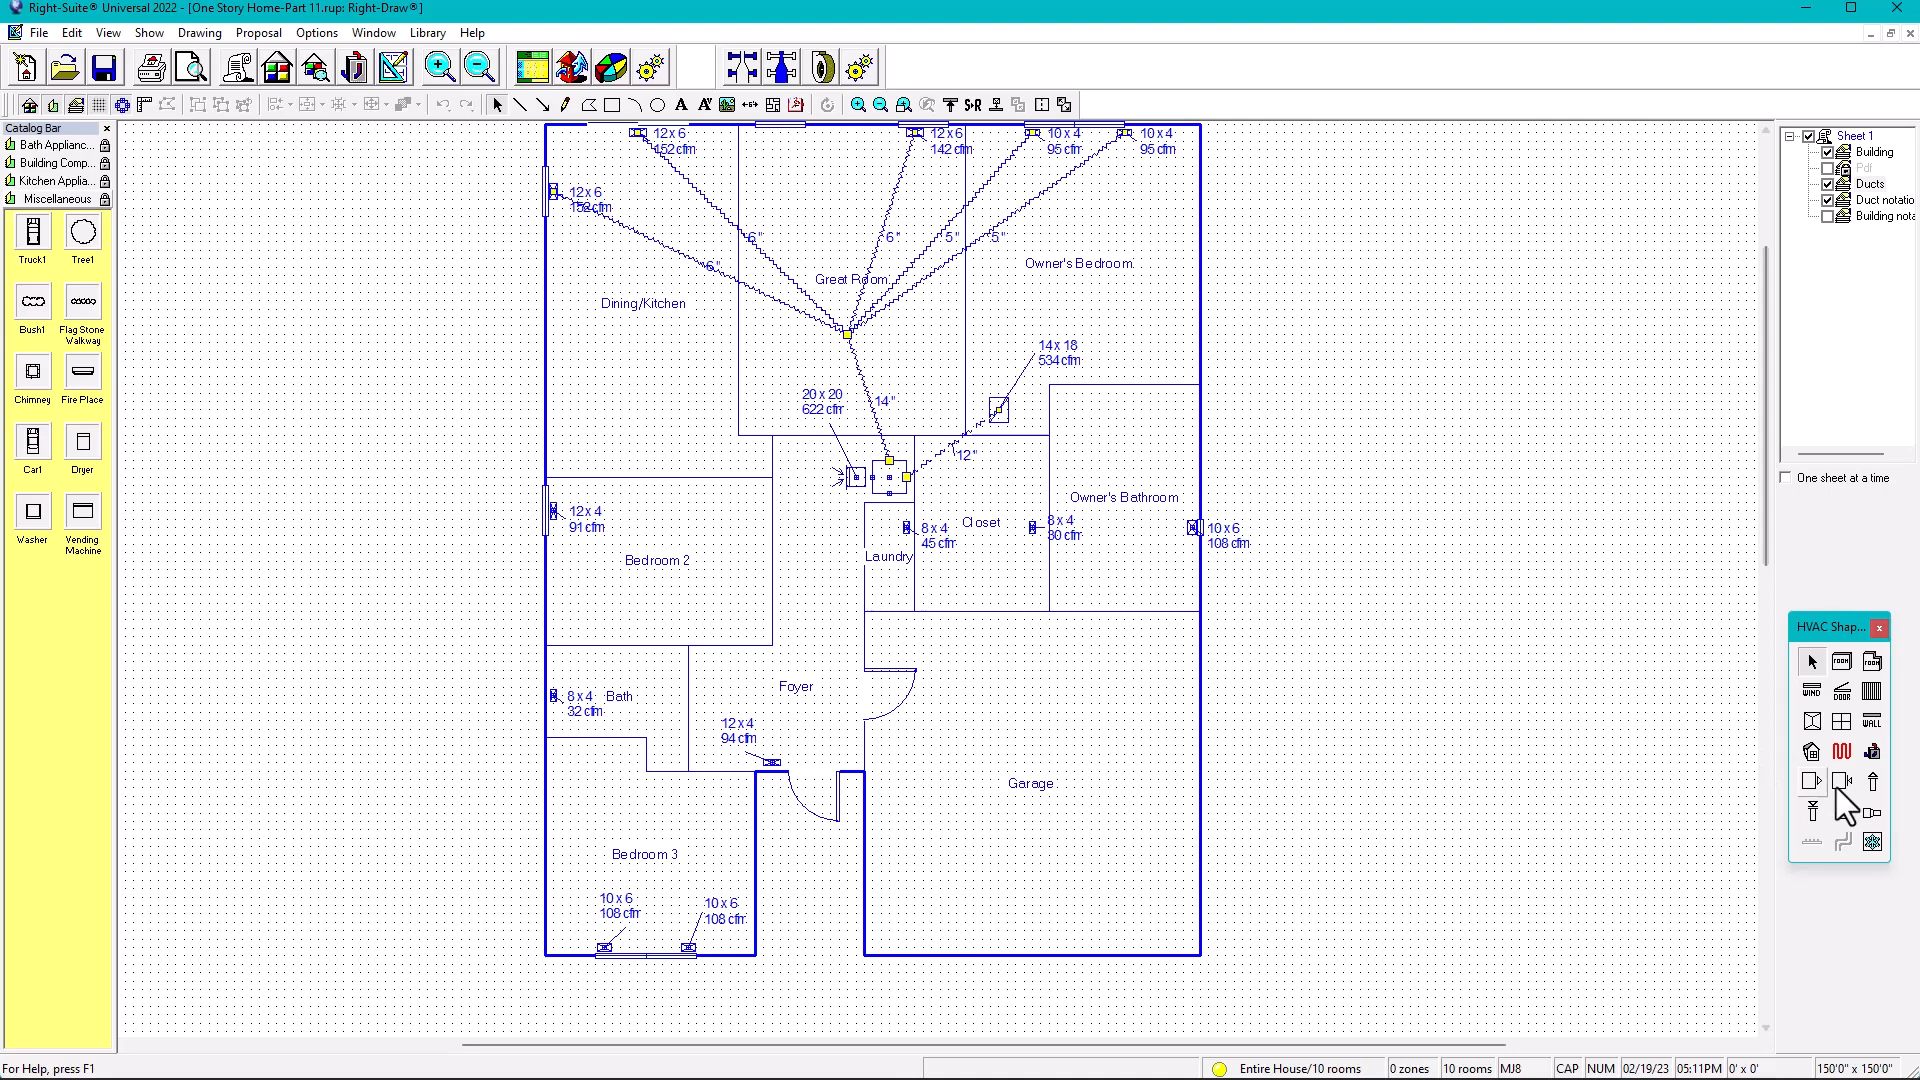 Right-Suite® Universal 2022 - [One Story Home-Part 11.rup: Right-Draw®]
File Edit View Show Drawing Proposal Options Window Library Help
Catalog Bar
Bath Applianc...
Building Comp...
Kitchen Applia...
Miscellaneous
Truck1 Tree1
Bush1 Flag Stone Walkway
Chimney Fire Place
Car1 Dryer
Washer Vending Machine
12 x 6
152 cfm
12 x 6
142 cfm
10 x 4
95 cfm
10 x 4
95 cfm
12 x 6
152 cfm
6"
6"
5"
5"
6"
Great Room
Owner's Bedroom
Dining/Kitchen
14 x 18
534 cfm
20 x 20
622 cfm
14"
12"
Owner's Bathroom
12 x 4
91 cfm
8 x 4
45 cfm
Closet
8 x 4
30 cfm
10 x 6
108 cfm
Bedroom 2
Laundry
8 x 4
32 cfm
Bath
Foyer
12 x 4
94 cfm
Garage
Bedroom 3
10 x 6
108 cfm
10 x 6
108 cfm
Sheet 1
Building
Pdf
Ducts
Duct notatio
Building nota
One sheet at a time
HVAC Shap... x
ROOM ROOM
WIND DOOR
WALL
For Help, press F1
Entire House/10 rooms 0 zones 10 rooms MJ8 CAP NUM 02/19/23 05:11PM 0' x 0' 150'0" x 150'0"